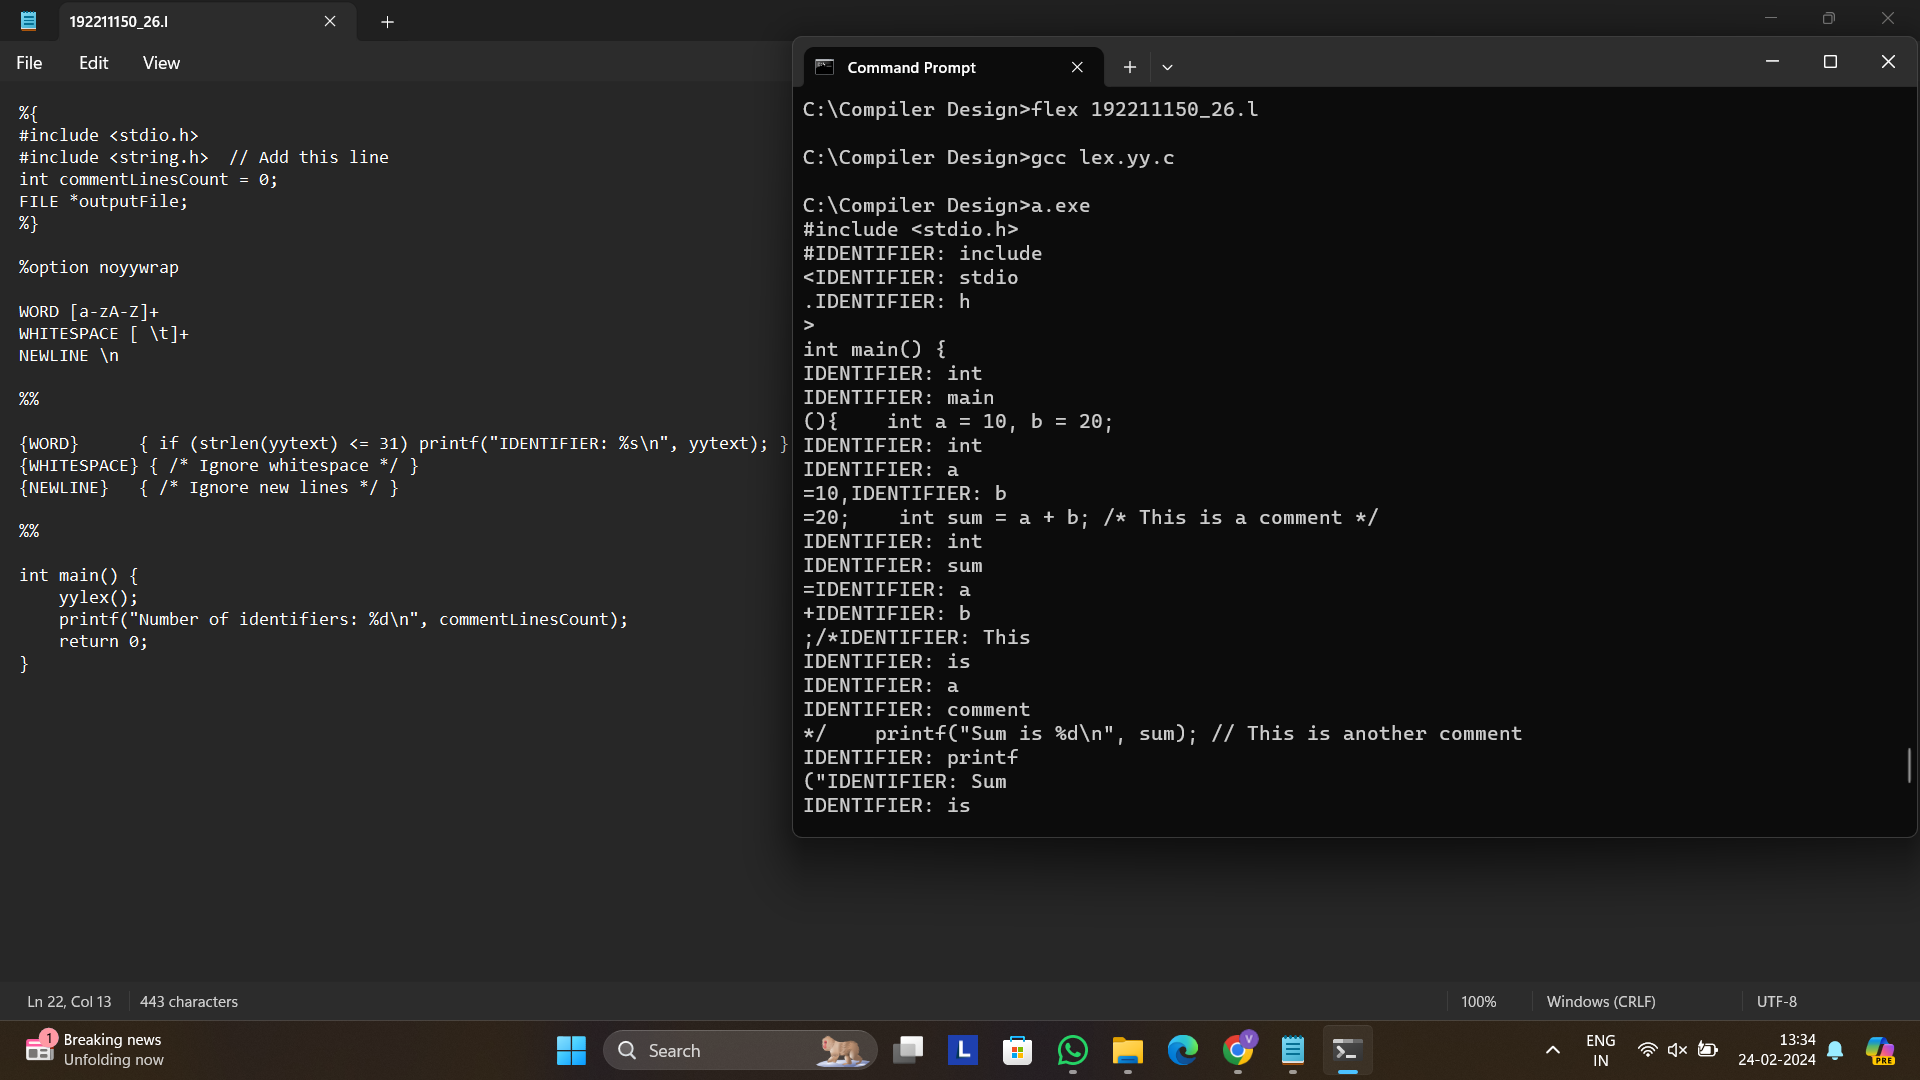 192211150_26.l
File Edit View
%{
#include <stdio.h>
#include <string.h>  // Add this line
int commentLinesCount = 0;
FILE *outputFile;
%}
%option noyywrap
WORD [a-zA-Z]+
WHITESPACE [ \t]+
NEWLINE \n
%%
{WORD}      { if (strlen(yytext) <= 31) printf("IDENTIFIER: %s\n", yytext); }
{WHITESPACE} { /* Ignore whitespace */ }
{NEWLINE}   { /* Ignore new lines */ }
%%
int main() {
    yylex();
    printf("Number of identifiers: %d\n", commentLinesCount);
    return 0;
}
Ln 22, Col 13
443 characters
100%
Windows (CRLF)
UTF-8
Command Prompt
C:\Compiler Design>flex 192211150_26.l
C:\Compiler Design>gcc lex.yy.c
C:\Compiler Design>a.exe
#include <stdio.h>
#IDENTIFIER: include
<IDENTIFIER: stdio
.IDENTIFIER: h
>
int main() {
IDENTIFIER: int
IDENTIFIER: main
(){    int a = 10, b = 20;
IDENTIFIER: int
IDENTIFIER: a
=10,IDENTIFIER: b
=20;    int sum = a + b; /* This is a comment */
IDENTIFIER: int
IDENTIFIER: sum
=IDENTIFIER: a
+IDENTIFIER: b
;/*IDENTIFIER: This
IDENTIFIER: is
IDENTIFIER: a
IDENTIFIER: comment
*/    printf("Sum is %d\n", sum); // This is another comment
IDENTIFIER: printf
("IDENTIFIER: Sum
IDENTIFIER: is
1
Breaking news
Unfolding now
Search
L
V
ENG
IN
13:34
24-02-2024
PRE